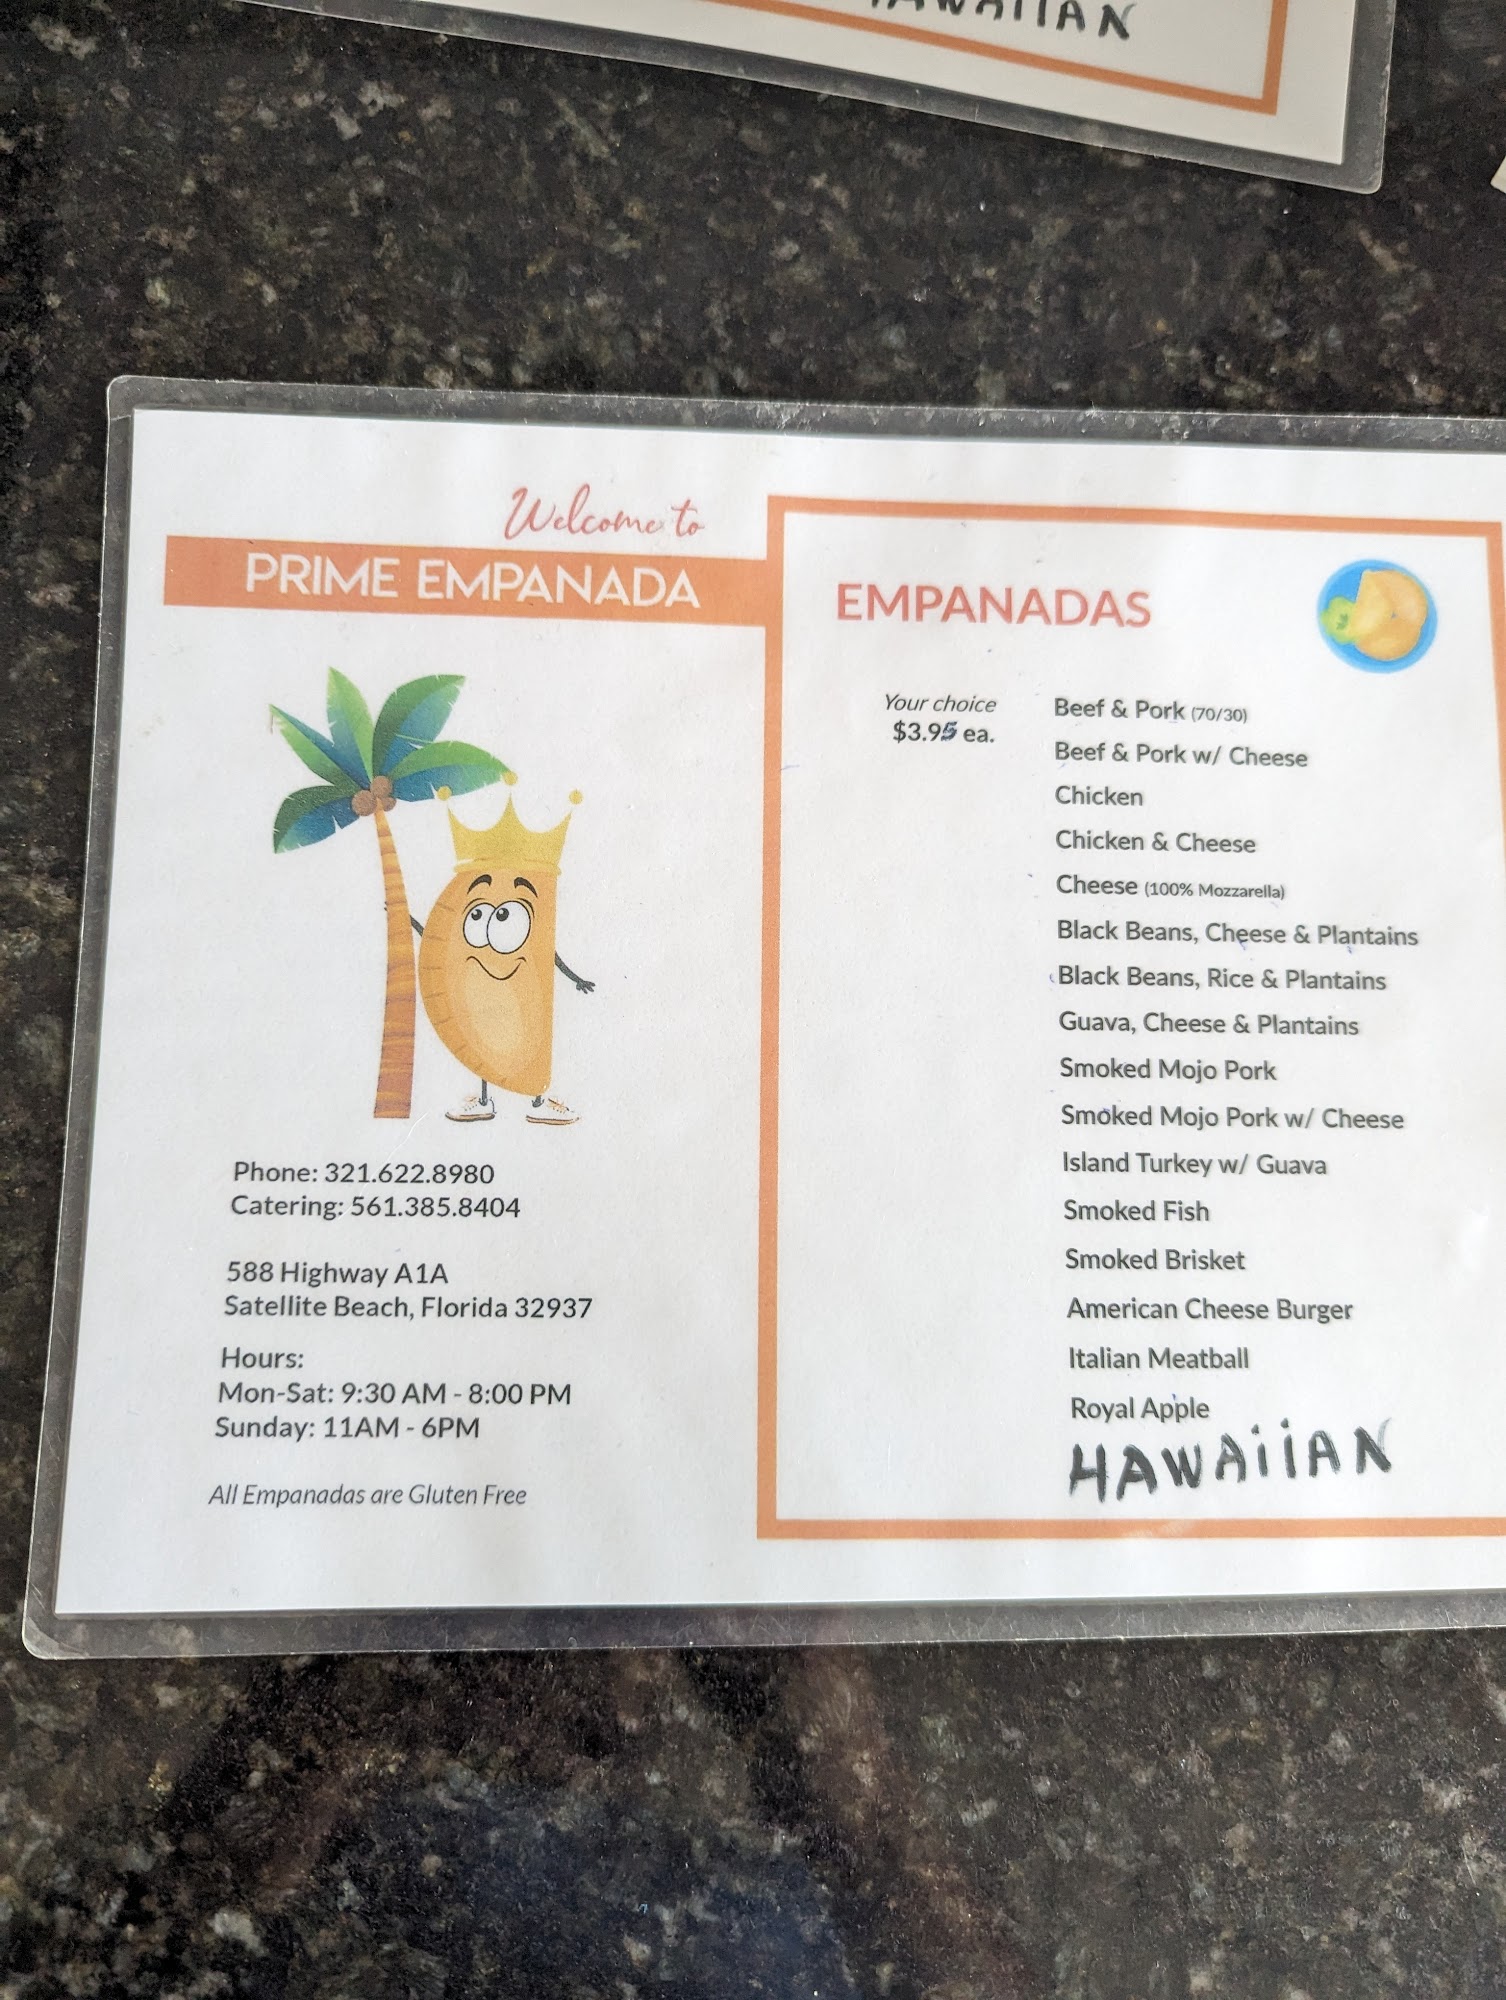 HAWAIIAN
Welcome to
PRIME EMPANADA
Phone: 321.622.8980
Catering: 561.385.8404
588 Highway A1A
Satellite Beach, Florida 32937
Hours:
Mon-Sat: 9:30 AM - 8:00 PM
Sunday: 11AM - 6PM
All Empanadas are Gluten Free
EMPANADAS
Your choice
$3.95 ea.
Beef & Pork (70/30)
Beef & Pork w/ Cheese
Chicken
Chicken & Cheese
Cheese (100% Mozzarella)
Black Beans, Cheese & Plantains
Black Beans, Rice & Plantains
Guava, Cheese & Plantains
Smoked Mojo Pork
Smoked Mojo Pork w/ Cheese
Island Turkey w/ Guava
Smoked Fish
Smoked Brisket
American Cheese Burger
Italian Meatball
Royal Apple
HAWAiiAN